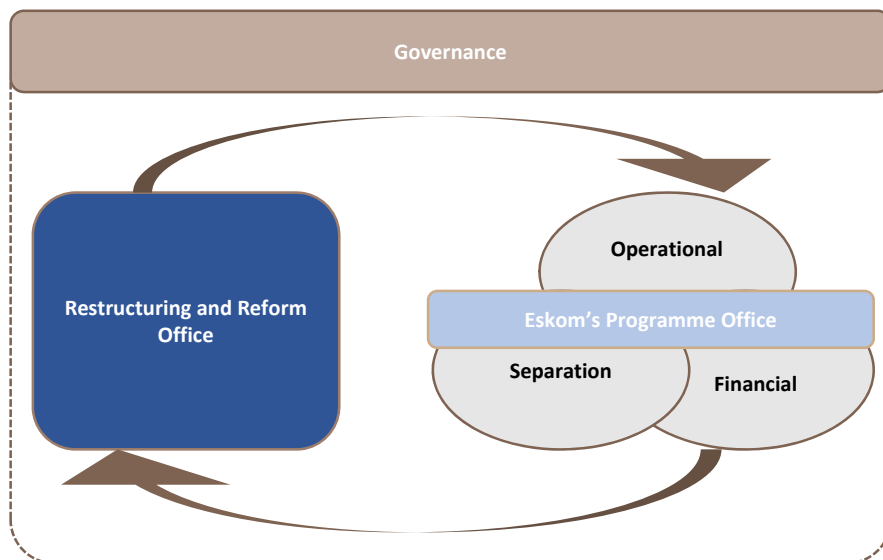 Governance
Restructuring and Reform
Office
Operational
Eskom’s Programme Office
Separation
Financial